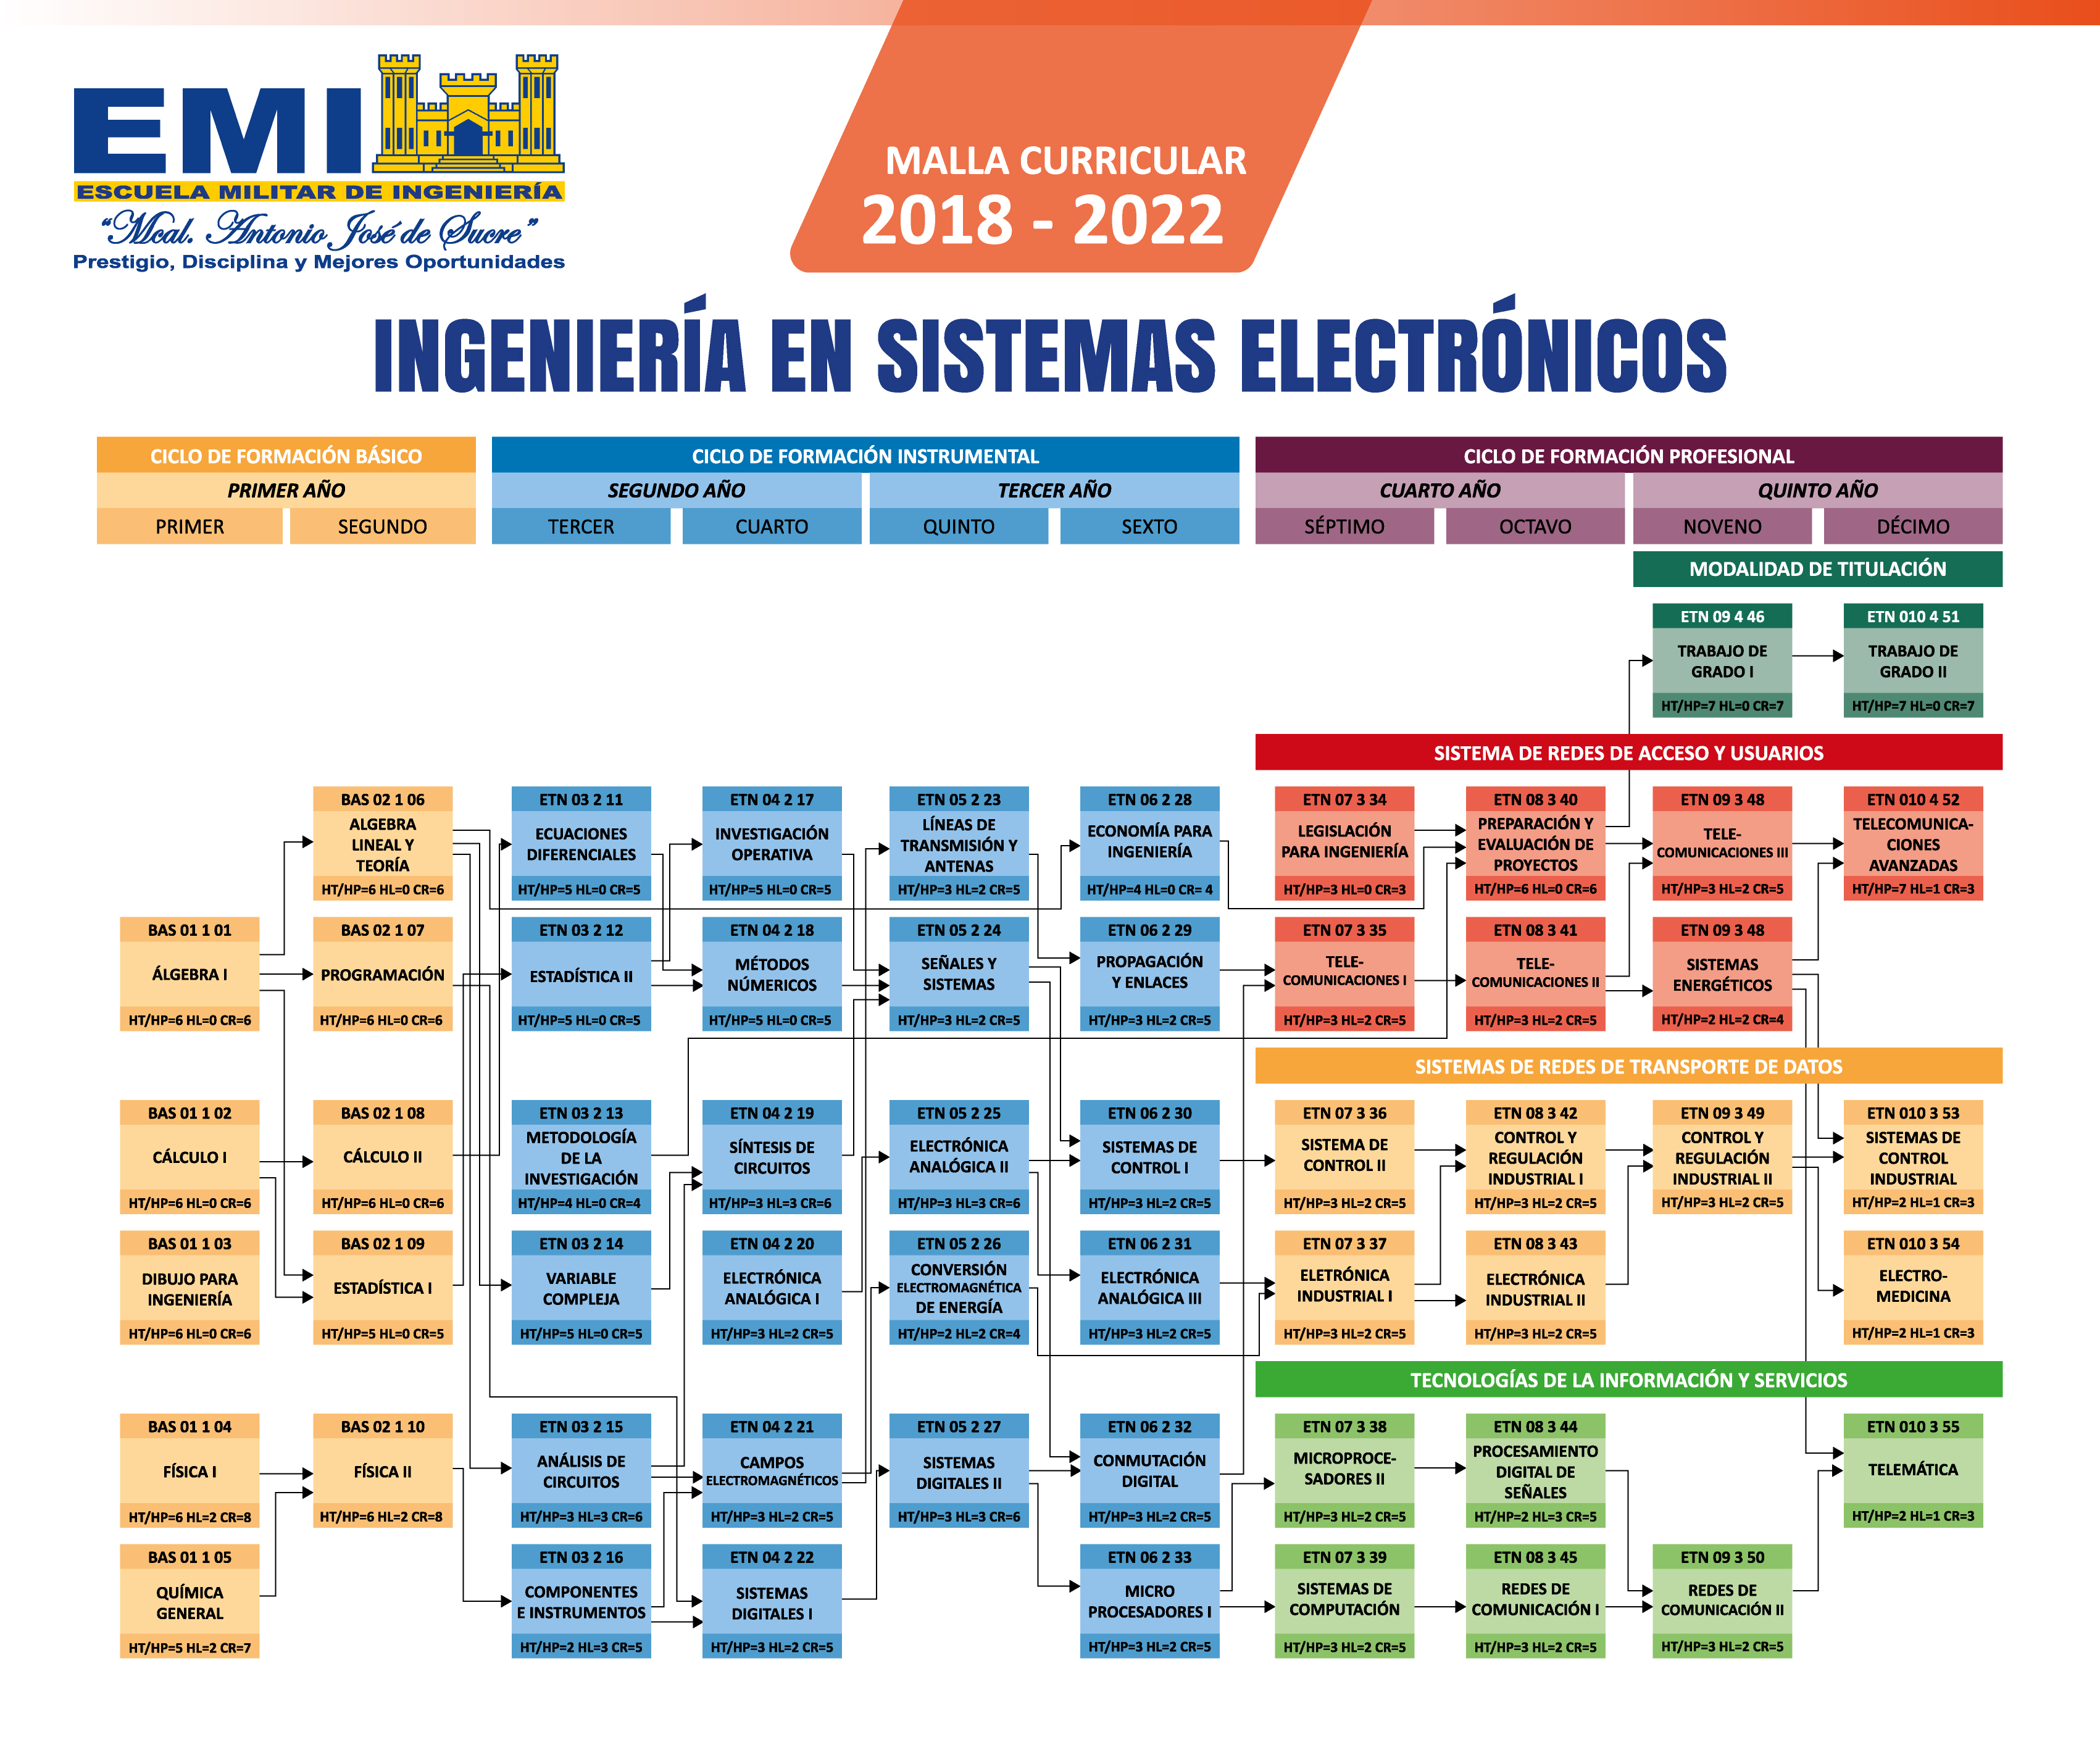 EMI
ESCUELA MILITAR DE INGENIERÍA
“Mcal. Antonio José de Sucre”
Prestigio, Disciplina y Mejores Oportunidades
MALLA CURRICULAR
2018 - 2022
INGENIERÍA EN SISTEMAS ELECTRÓNICOS
CICLO DE FORMACIÓN BÁSICO
CICLO DE FORMACIÓN INSTRUMENTAL
CICLO DE FORMACIÓN PROFESIONAL
PRIMER AÑO
SEGUNDO AÑO
TERCER AÑO
CUARTO AÑO
QUINTO AÑO
PRIMER
SEGUNDO
TERCER
CUARTO
QUINTO
SEXTO
SÉPTIMO
OCTAVO
NOVENO
DÉCIMO
MODALIDAD DE TITULACIÓN
ETN 09 4 46
TRABAJO DE
GRADO I
HT/HP=7 HL=0 CR=7
ETN 010 4 51
TRABAJO DE
GRADO II
HT/HP=7 HL=0 CR=7
SISTEMA DE REDES DE ACCESO Y USUARIOS
BAS 02 1 06
ALGEBRA
LINEAL Y
TEORÍA
HT/HP=6 HL=0 CR=6
ETN 03 2 11
ECUACIONES
DIFERENCIALES
HT/HP=5 HL=0 CR=5
ETN 04 2 17
INVESTIGACIÓN
OPERATIVA
HT/HP=5 HL=0 CR=5
ETN 05 2 23
LÍNEAS DE
TRANSMISIÓN Y
ANTENAS
HT/HP=3 HL=2 CR=5
ETN 06 2 28
ECONOMÍA PARA
INGENIERÍA
HT/HP=4 HL=0 CR= 4
ETN 07 3 34
LEGISLACIÓN
PARA INGENIERÍA
HT/HP=3 HL=0 CR=3
ETN 08 3 40
PREPARACIÓN Y
EVALUACIÓN DE
PROYECTOS
HT/HP=6 HL=0 CR=6
ETN 09 3 48
TELE-
COMUNICACIONES III
HT/HP=3 HL=2 CR=5
ETN 010 4 52
TELECOMUNICA-
CIONES
AVANZADAS
HT/HP=7 HL=1 CR=3
BAS 01 1 01
ÁLGEBRA I
HT/HP=6 HL=0 CR=6
BAS 02 1 07
PROGRAMACIÓN
HT/HP=6 HL=0 CR=6
ETN 03 2 12
ESTADÍSTICA II
HT/HP=5 HL=0 CR=5
ETN 04 2 18
MÉTODOS
NÚMERICOS
HT/HP=5 HL=0 CR=5
ETN 05 2 24
SEÑALES Y
SISTEMAS
HT/HP=3 HL=2 CR=5
ETN 06 2 29
PROPAGACIÓN
Y ENLACES
HT/HP=3 HL=2 CR=5
ETN 07 3 35
TELE-
COMUNICACIONES I
HT/HP=3 HL=2 CR=5
ETN 08 3 41
TELE-
COMUNICACIONES II
HT/HP=3 HL=2 CR=5
ETN 09 3 48
SISTEMAS
ENERGÉTICOS
HT/HP=2 HL=2 CR=4
SISTEMAS DE REDES DE TRANSPORTE DE DATOS
BAS 01 1 02
CÁLCULO I
HT/HP=6 HL=0 CR=6
BAS 02 1 08
CÁLCULO II
HT/HP=6 HL=0 CR=6
ETN 03 2 13
METODOLOGÍA
DE LA
INVESTIGACIÓN
HT/HP=4 HL=0 CR=4
ETN 04 2 19
SÍNTESIS DE
CIRCUITOS
HT/HP=3 HL=3 CR=6
ETN 05 2 25
ELECTRÓNICA
ANALÓGICA II
HT/HP=3 HL=3 CR=6
ETN 06 2 30
SISTEMAS DE
CONTROL I
HT/HP=3 HL=2 CR=5
ETN 07 3 36
SISTEMA DE
CONTROL II
HT/HP=3 HL=2 CR=5
ETN 08 3 42
CONTROL Y
REGULACIÓN
INDUSTRIAL I
HT/HP=3 HL=2 CR=5
ETN 09 3 49
CONTROL Y
REGULACIÓN
INDUSTRIAL II
HT/HP=3 HL=2 CR=5
ETN 010 3 53
SISTEMAS DE
CONTROL
INDUSTRIAL
HT/HP=2 HL=1 CR=3
BAS 01 1 03
DIBUJO PARA
INGENIERÍA
HT/HP=6 HL=0 CR=6
BAS 02 1 09
ESTADÍSTICA I
HT/HP=5 HL=0 CR=5
ETN 03 2 14
VARIABLE
COMPLEJA
HT/HP=5 HL=0 CR=5
ETN 04 2 20
ELECTRÓNICA
ANALÓGICA I
HT/HP=3 HL=2 CR=5
ETN 05 2 26
CONVERSIÓN
ELECTROMAGNÉTICA
DE ENERGÍA
HT/HP=2 HL=2 CR=4
ETN 06 2 31
ELECTRÓNICA
ANALÓGICA III
HT/HP=3 HL=2 CR=5
ETN 07 3 37
ELETRÓNICA
INDUSTRIAL I
HT/HP=3 HL=2 CR=5
ETN 08 3 43
ELECTRÓNICA
INDUSTRIAL II
HT/HP=3 HL=2 CR=5
ETN 010 3 54
ELECTRO-
MEDICINA
HT/HP=2 HL=1 CR=3
TECNOLOGÍAS DE LA INFORMACIÓN Y SERVICIOS
BAS 01 1 04
FÍSICA I
HT/HP=6 HL=2 CR=8
BAS 02 1 10
FÍSICA II
HT/HP=6 HL=2 CR=8
ETN 03 2 15
ANÁLISIS DE
CIRCUITOS
HT/HP=3 HL=3 CR=6
ETN 04 2 21
CAMPOS
ELECTROMAGNÉTICOS
HT/HP=3 HL=2 CR=5
ETN 05 2 27
SISTEMAS
DIGITALES II
HT/HP=3 HL=3 CR=6
ETN 06 2 32
CONMUTACIÓN
DIGITAL
HT/HP=3 HL=2 CR=5
ETN 07 3 38
MICROPROCE-
SADORES II
HT/HP=3 HL=2 CR=5
ETN 08 3 44
PROCESAMIENTO
DIGITAL DE
SEÑALES
HT/HP=2 HL=3 CR=5
ETN 010 3 55
TELEMÁTICA
HT/HP=2 HL=1 CR=3
BAS 01 1 05
QUÍMICA
GENERAL
HT/HP=5 HL=2 CR=7
ETN 03 2 16
COMPONENTES
E INSTRUMENTOS
HT/HP=2 HL=3 CR=5
ETN 04 2 22
SISTEMAS
DIGITALES I
HT/HP=3 HL=2 CR=5
ETN 06 2 33
MICRO
PROCESADORES I
HT/HP=3 HL=2 CR=5
ETN 07 3 39
SISTEMAS DE
COMPUTACIÓN
HT/HP=3 HL=2 CR=5
ETN 08 3 45
REDES DE
COMUNICACIÓN I
HT/HP=3 HL=2 CR=5
ETN 09 3 50
REDES DE
COMUNICACIÓN II
HT/HP=3 HL=2 CR=5